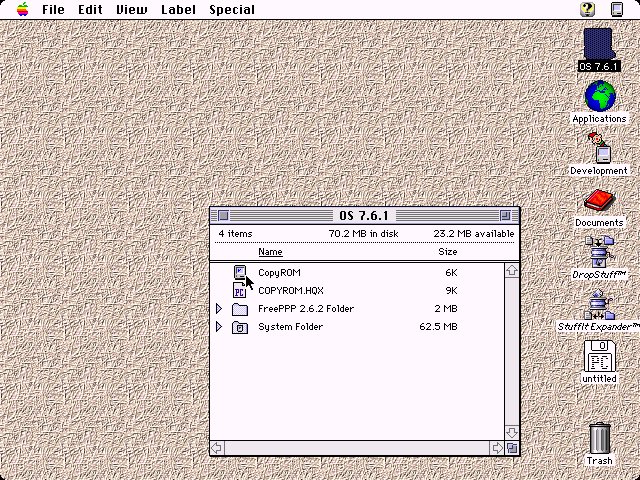 File Edit View Label Special
OS 7.6.1
Applications
Development
Documents
DropStuff™
StuffIt Expander™
untitled
Trash
OS 7.6.1
4 items 70.2 MB in disk 23.2 MB available
Name Size
CopyROM 6K
COPYROM.HQX 9K
FreePPP 2.6.2 Folder 2 MB
System Folder 62.5 MB
PC
PC